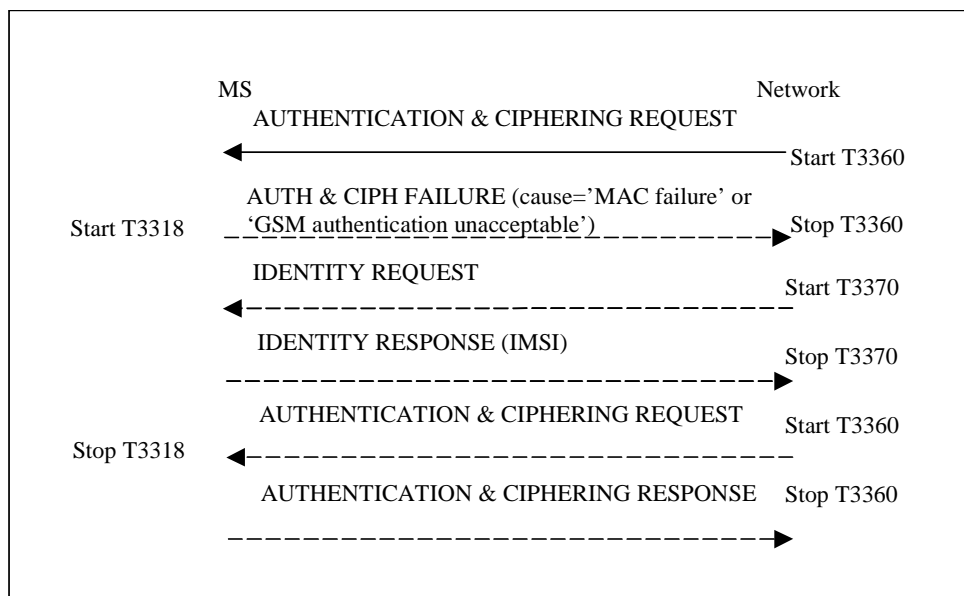 MS Network
AUTHENTICATION & CIPHERING REQUEST
Start T3360
AUTH & CIPH FAILURE (cause='MAC failure' or
‘GSM authentication unacceptable’)
Start T3318
Stop T3360
IDENTITY REQUEST
Start T3370
IDENTITY RESPONSE (IMSI)
Stop T3370
AUTHENTICATION & CIPHERING REQUEST
Start T3360
Stop T3318
AUTHENTICATION & CIPHERING RESPONSE
Stop T3360